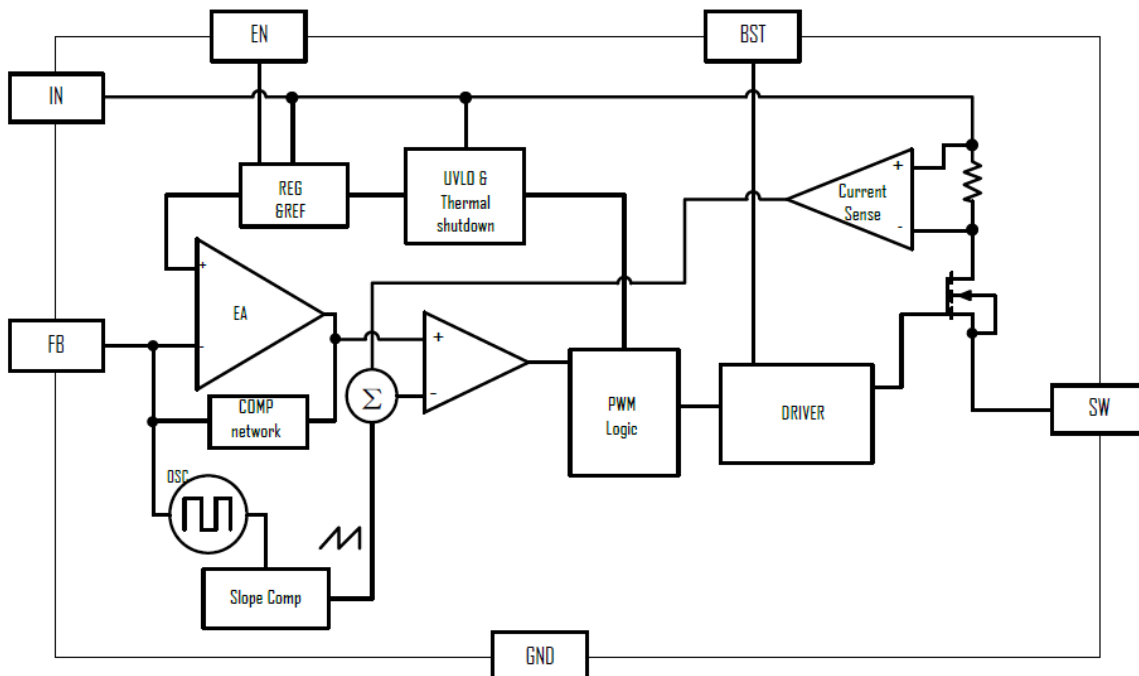 EN
BST
IN
REG
&REF
UVLO &
Thermal
shutdown
+
Current
Sense
-
+
EA
-
FB
+
-
Σ
COMP
network
PWM
Logic
DRIVER
SW
OSC
Slope Comp
GND